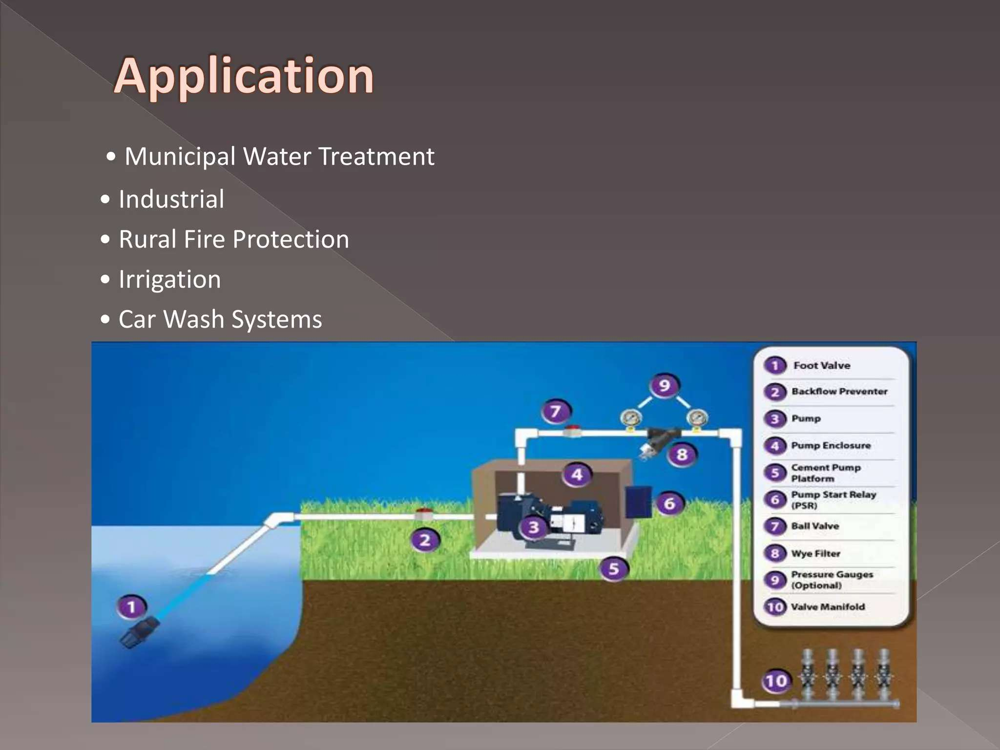 Application
• Municipal Water Treatment
• Industrial
• Rural Fire Protection
• Irrigation
• Car Wash Systems
1 Foot Valve
2 Backflow Preventer
3 Pump
4 Pump Enclosure
5 Cement Pump
Platform
6 Pump Start Relay
(PSR)
7 Ball Valve
8 Wye Filter
9 Pressure Gauges
(Optional)
10 Valve Manifold
9
7
8
4
6
3
2
5
1
10